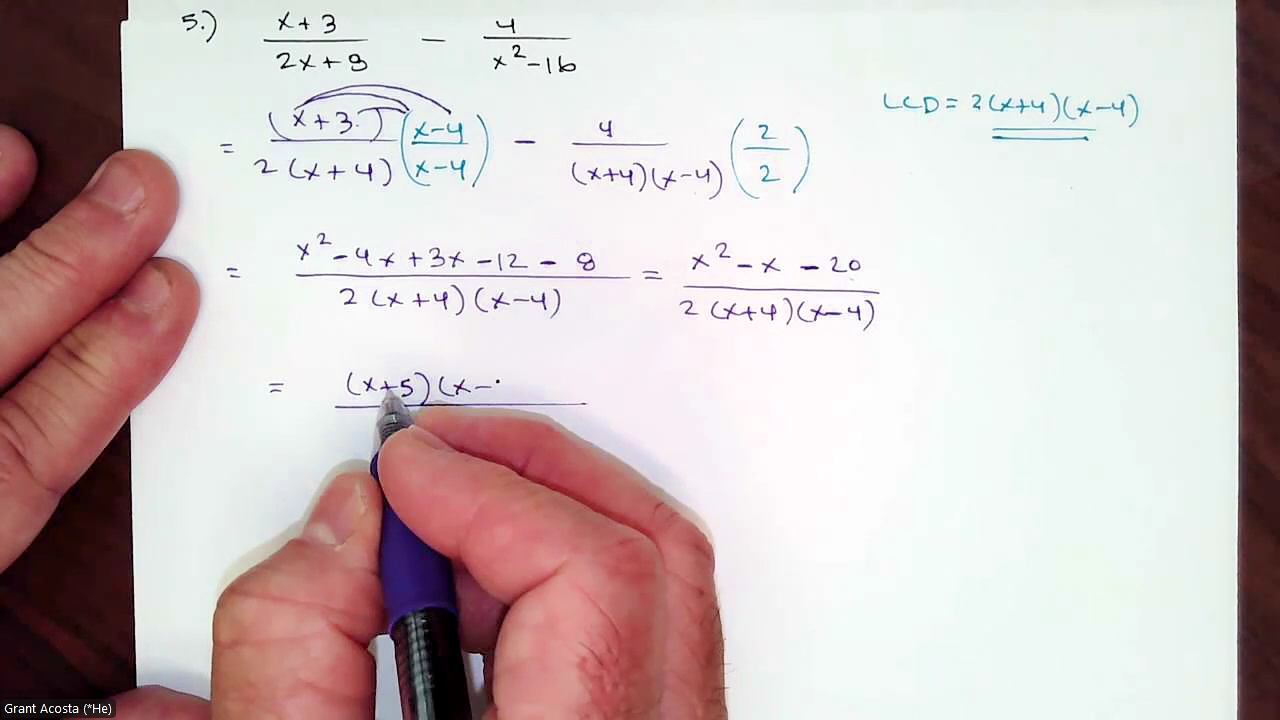 5.) x+3/2x+8 − 4/x²−16
LCD = 2(x+4)(x−4)
= (x+3)/2(x+4) (x−4/x−4) − 4/(x+4)(x−4) (2/2)
= x²−4x+3x−12−8/2(x+4)(x−4) = x²−x−20/2(x+4)(x−4)
= (x+5)(x−
Grant Acosta (*He)